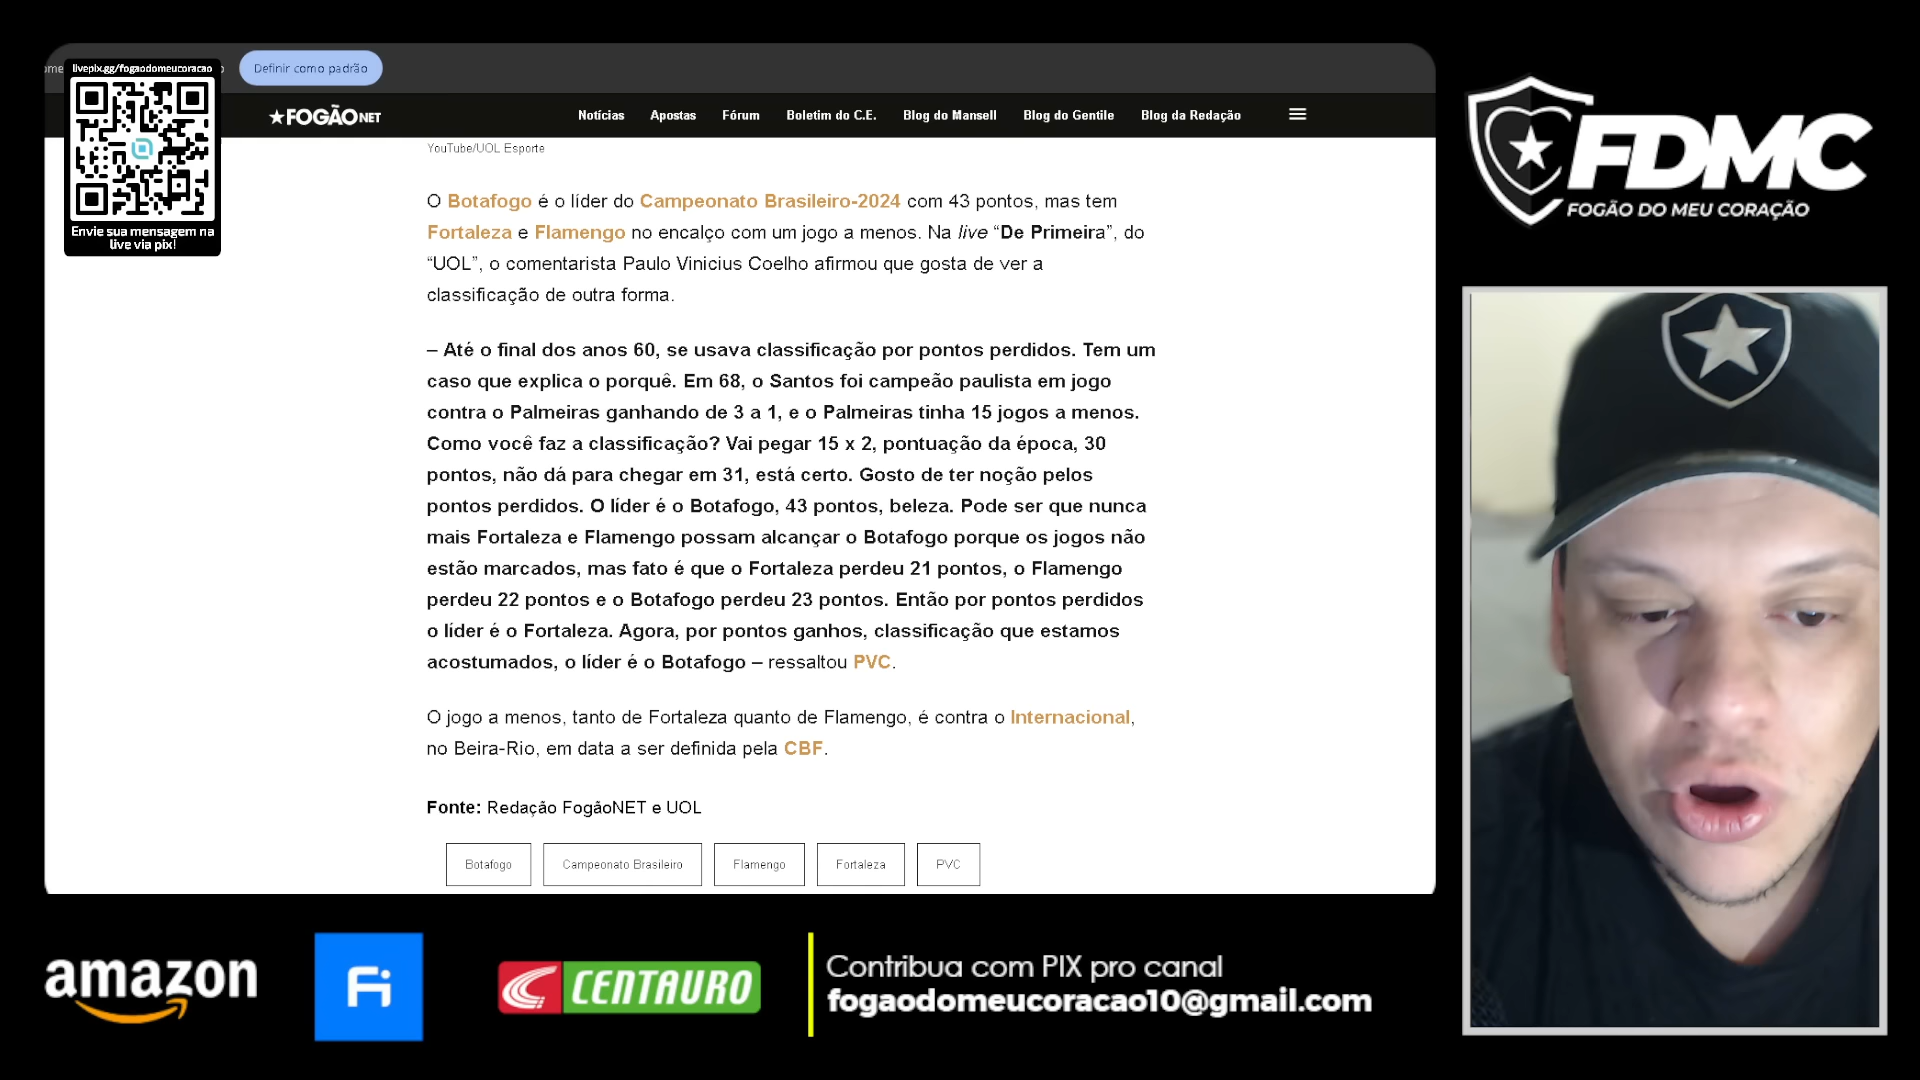 livepix.gg/fogaodomeucoracao
Definir como padrão
FOGÃO NET
Notícias
Apostas
Fórum
Boletim do C.E.
Blog do Mansell
Blog do Gentile
Blog da Redação
Envie sua mensagem na
live via pix!
YouTube/UOL Esporte
O Botafogo é o líder do Campeonato Brasileiro-2024 com 43 pontos, mas tem
Fortaleza e Flamengo no encalço com um jogo a menos. Na live “De Primeira”, do
“UOL”, o comentarista Paulo Vinicius Coelho afirmou que gosta de ver a
classificação de outra forma.
– Até o final dos anos 60, se usava classificação por pontos perdidos. Tem um
caso que explica o porquê. Em 68, o Santos foi campeão paulista em jogo
contra o Palmeiras ganhando de 3 a 1, e o Palmeiras tinha 15 jogos a menos.
Como você faz a classificação? Vai pegar 15 x 2, pontuação da época, 30
pontos, não dá para chegar em 31, está certo. Gosto de ter noção pelos
pontos perdidos. O líder é o Botafogo, 43 pontos, beleza. Pode ser que nunca
mais Fortaleza e Flamengo possam alcançar o Botafogo porque os jogos não
estão marcados, mas fato é que o Fortaleza perdeu 21 pontos, o Flamengo
perdeu 22 pontos e o Botafogo perdeu 23 pontos. Então por pontos perdidos
o líder é o Fortaleza. Agora, por pontos ganhos, classificação que estamos
acostumados, o líder é o Botafogo – ressaltou PVC.
O jogo a menos, tanto de Fortaleza quanto de Flamengo, é contra o Internacional,
no Beira-Rio, em data a ser definida pela CBF.
Fonte: Redação FogãoNET e UOL
Botafogo
Campeonato Brasileiro
Flamengo
Fortaleza
PVC
FDMC
FOGÃO DO MEU CORAÇÃO
amazon
Fi
CENTAURO
Contribua com PIX pro canal
fogaodomeucoracao10@gmail.com